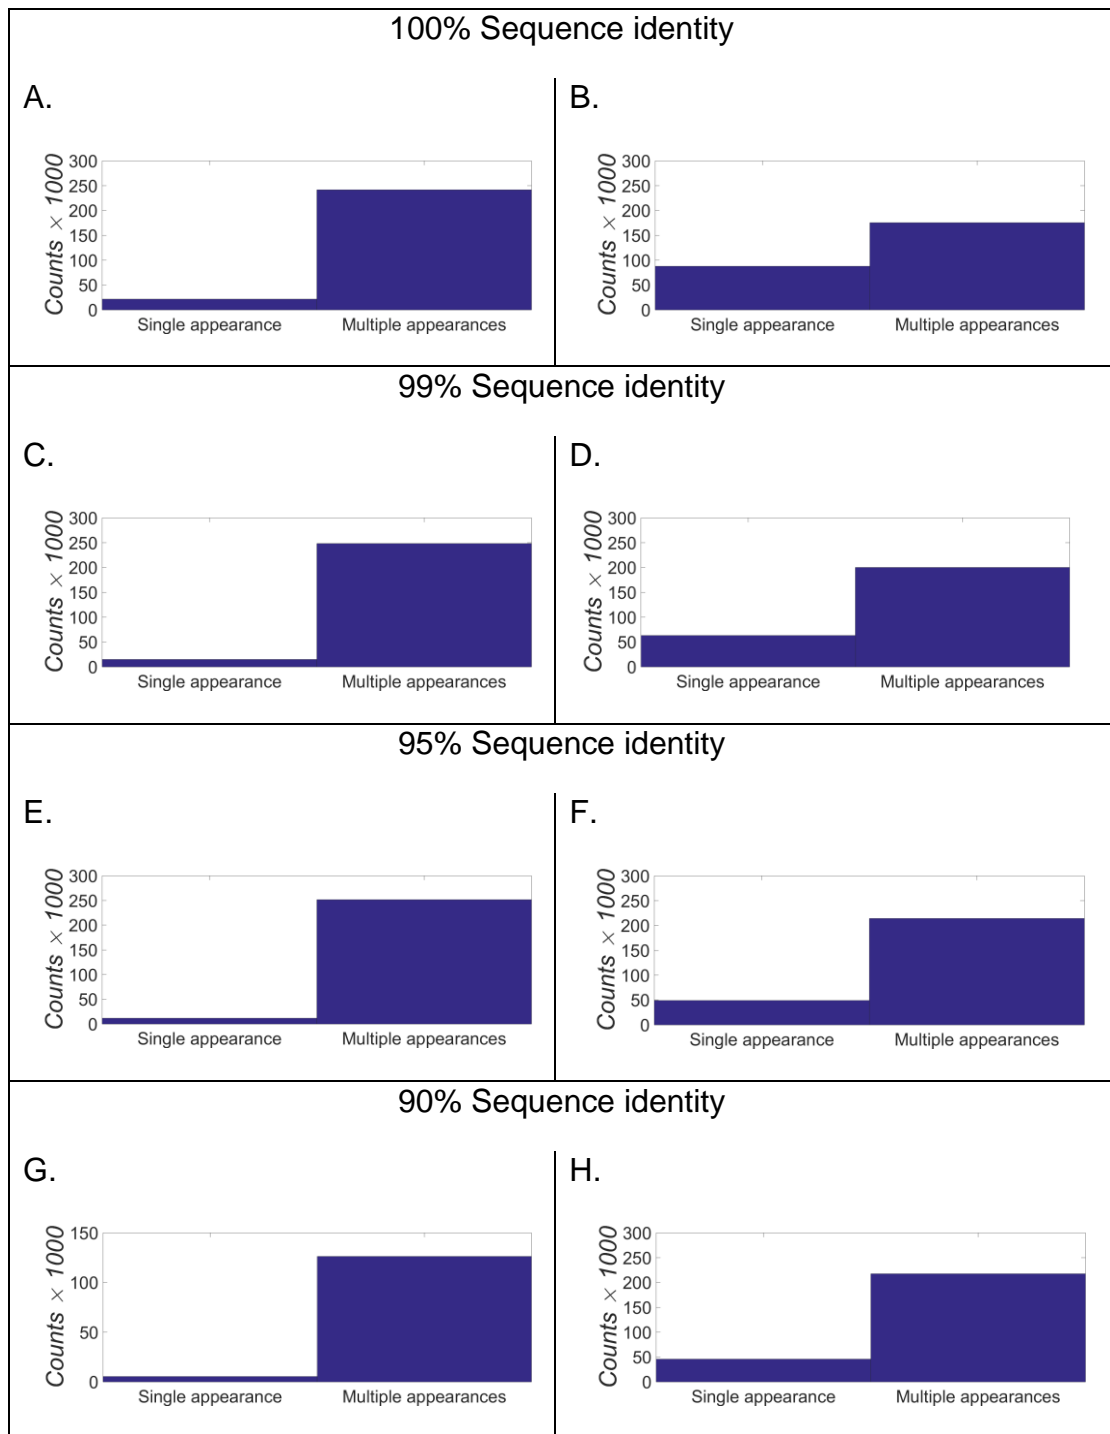 100% Sequence identity
A.
Counts × 1000
300
250
200
150
100
50
0
Single appearance Multiple appearances
B.
Counts × 1000
300
250
200
150
100
50
0
Single appearance Multiple appearances
99% Sequence identity
C.
Counts × 1000
300
250
200
150
100
50
0
Single appearance Multiple appearances
D.
Counts × 1000
300
250
200
150
100
50
0
Single appearance Multiple appearances
95% Sequence identity
E.
Counts × 1000
300
250
200
150
100
50
0
Single appearance Multiple appearances
F.
Counts × 1000
300
250
200
150
100
50
0
Single appearance Multiple appearances
90% Sequence identity
G.
Counts × 1000
150
100
50
0
Single appearance Multiple appearances
H.
Counts × 1000
300
250
200
150
100
50
0
Single appearance Multiple appearances